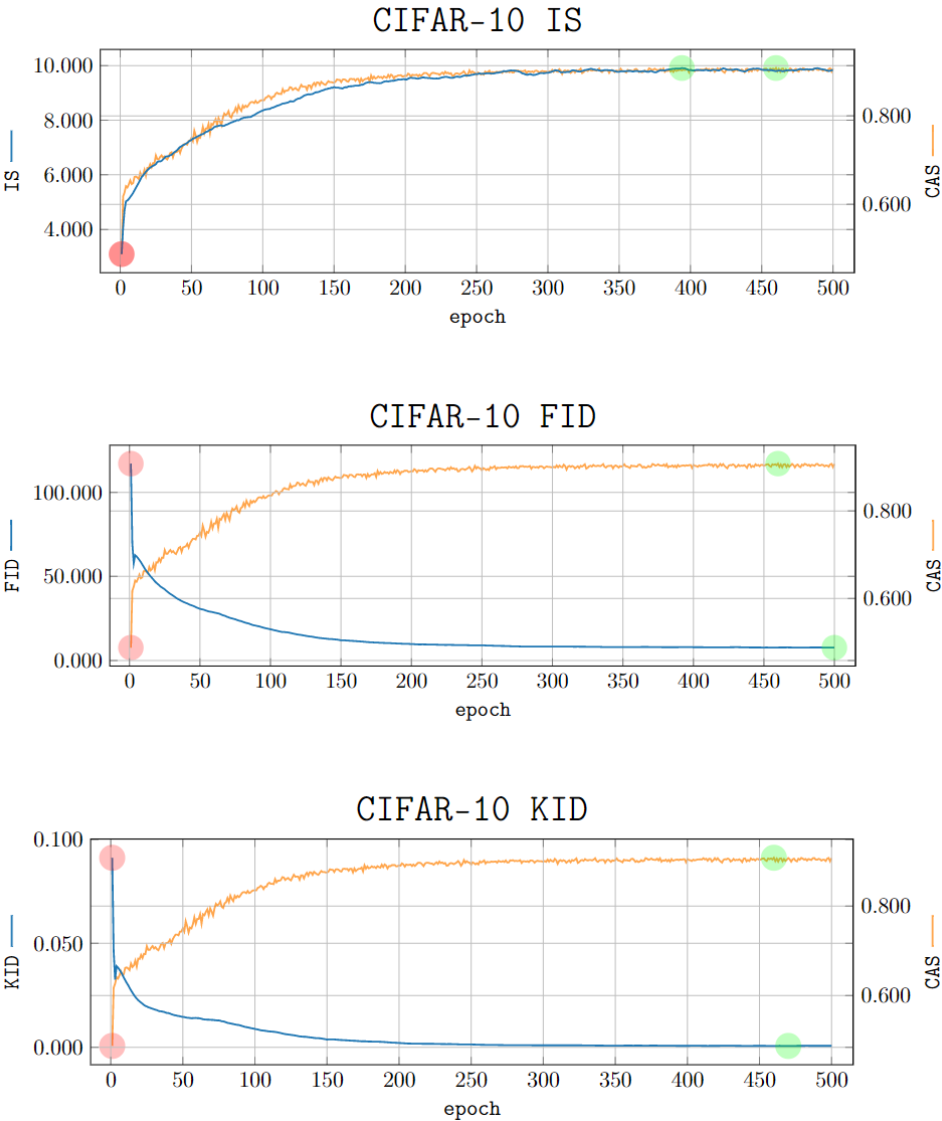 CIFAR-10 IS
10.000
8.000
6.000
4.000
IS
0.800
0.600
CAS
0 50 100 150 200 250 300 350 400 450 500
epoch
CIFAR-10 FID
100.000
50.000
0.000
FID
0.800
0.600
CAS
0 50 100 150 200 250 300 350 400 450 500
epoch
CIFAR-10 KID
0.100
0.050
0.000
KID
0.800
0.600
CAS
0 50 100 150 200 250 300 350 400 450 500
epoch